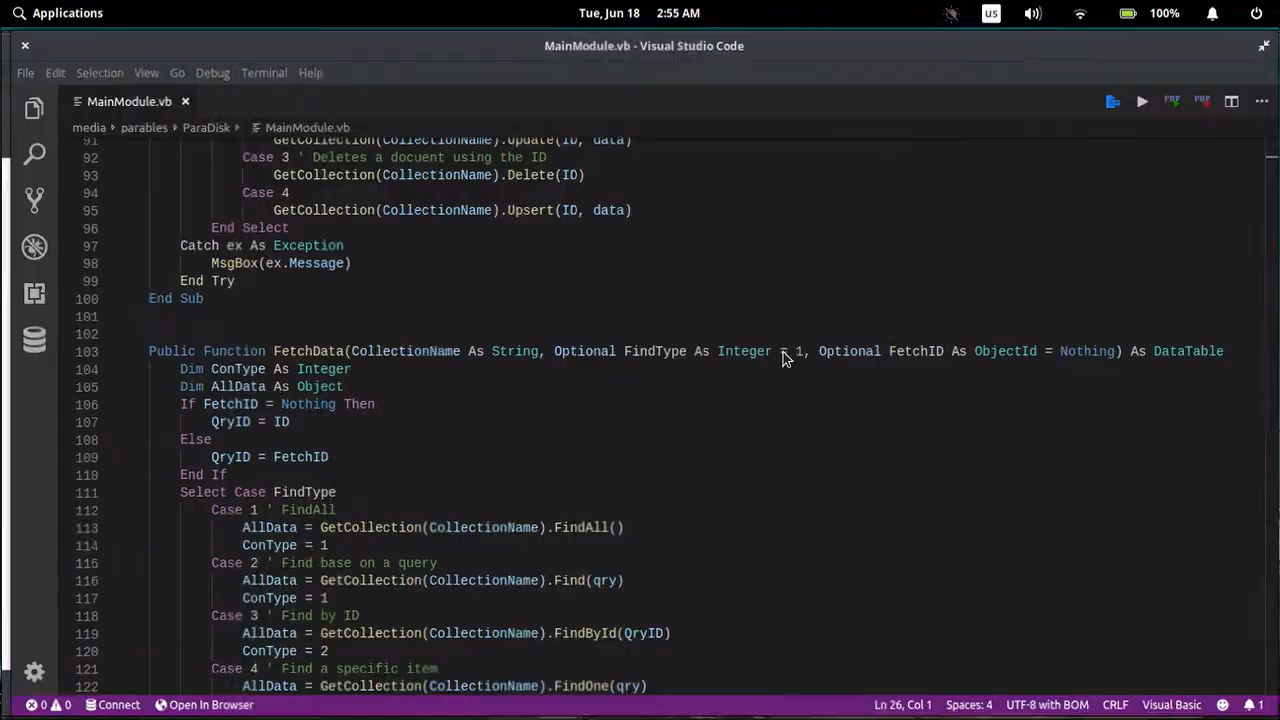 Applications
Tue, Jun 18 2:55 AM
us
100%
MainModule.vb - Visual Studio Code
File Edit Selection View Go Debug Terminal Help
MainModule.vb
PHP PHP
media parables ParaDisk MainModule.vb
91 GetCollection(CollectionName).Update(ID, data)
92 Case 3 ' Deletes a docuent using the ID
93 GetCollection(CollectionName).Delete(ID)
94 Case 4
95 GetCollection(CollectionName).Upsert(ID, data)
96 End Select
97 Catch ex As Exception
98 MsgBox(ex.Message)
99 End Try
100 End Sub
101
102
103 Public Function FetchData(CollectionName As String, Optional FindType As Integer = 1, Optional FetchID As ObjectId = Nothing) As DataTable
104 Dim ConType As Integer
105 Dim AllData As Object
106 If FetchID = Nothing Then
107 QryID = ID
108 Else
109 QryID = FetchID
110 End If
111 Select Case FindType
112 Case 1 ' FindAll
113 AllData = GetCollection(CollectionName).FindAll()
114 ConType = 1
115 Case 2 ' Find base on a query
116 AllData = GetCollection(CollectionName).Find(qry)
117 ConType = 1
118 Case 3 ' Find by ID
119 AllData = GetCollection(CollectionName).FindById(QryID)
120 ConType = 2
121 Case 4 ' Find a specific item
122 AllData = GetCollection(CollectionName).FindOne(qry)
0 0 Connect Open In Browser Ln 26, Col 1 Spaces: 4 UTF-8 with BOM CRLF Visual Basic 1